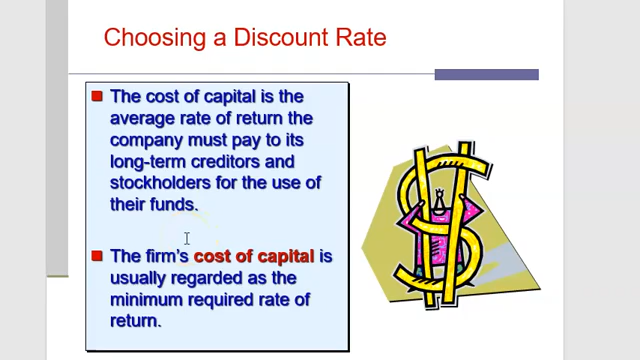 Choosing a Discount Rate
The cost of capital is the
average rate of return the
company must pay to its
long-term creditors and
stockholders for the use of
their funds.
The firm's cost of capital is
usually regarded as the
minimum required rate of
return.